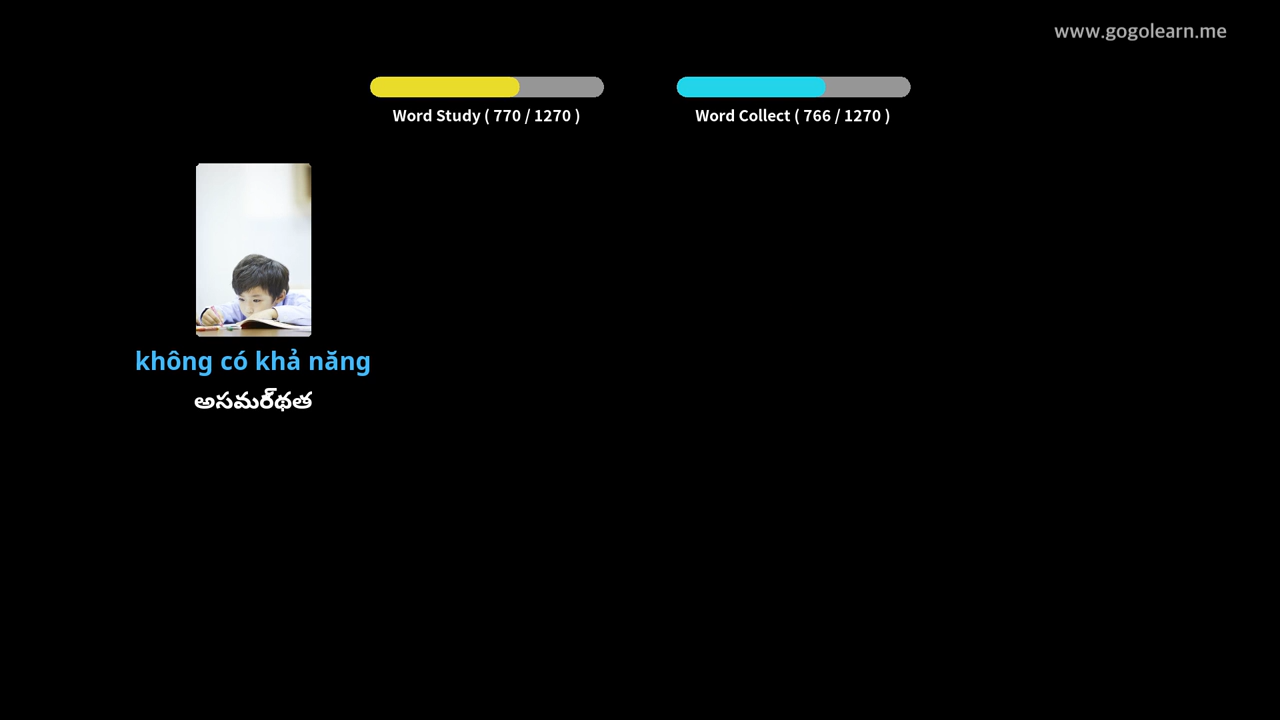 www.gogolearn.me
Word Study ( 770 / 1270 )
Word Collect ( 766 / 1270 )
không có khả năng
అసమర్‌థత